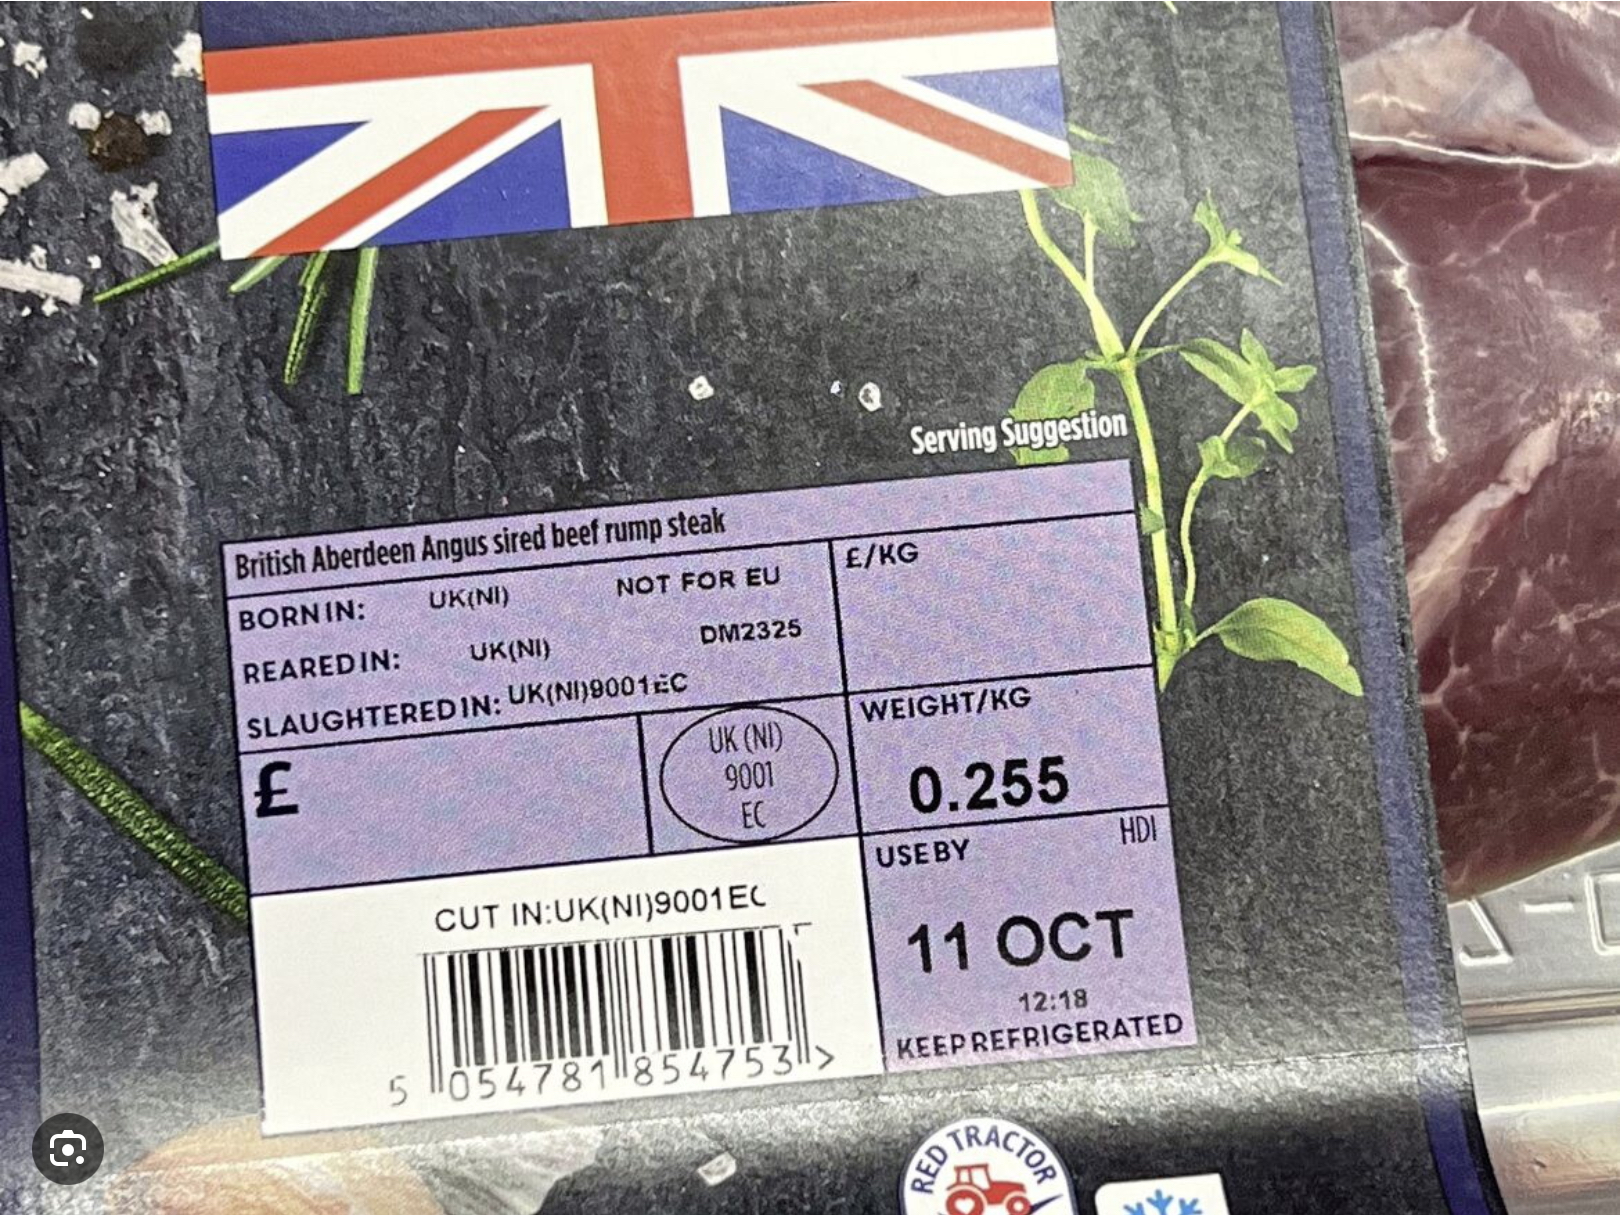 Serving Suggestion
British Aberdeen Angus sired beef rump steak
BORN IN: UK(NI) NOT FOR EU
REARED IN: UK(NI) DM2325
SLAUGHTERED IN: UK(NI)9001EC
£/KG
WEIGHT/KG
0.255
£
UK (NI)
9001
EC
USE BY HDI
11 OCT
12:18
KEEP REFRIGERATED
CUT IN:UK(NI)9001EC
5 054781 854753 >
RED TRACTOR